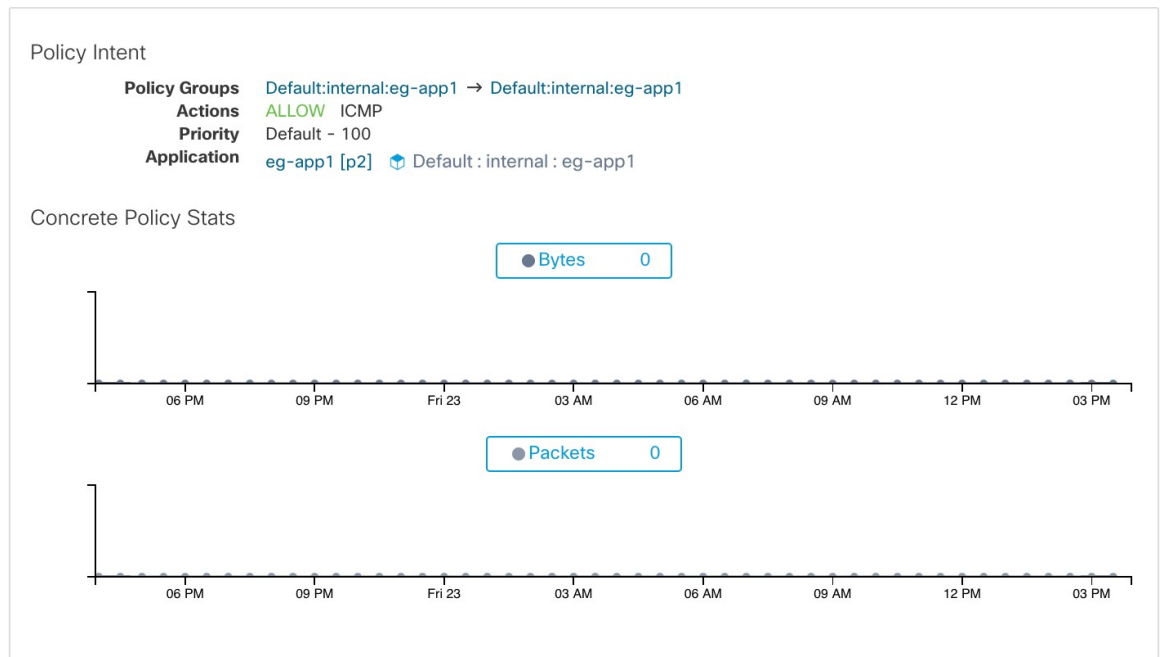 Policy Intent
Policy Groups Default:internal:eg-app1 → Default:internal:eg-app1
Actions ALLOW ICMP
Priority Default - 100
Application eg-app1 [p2] Default : internal : eg-app1
Concrete Policy Stats
Bytes 0
06 PM 09 PM Fri 23 03 AM 06 AM 09 AM 12 PM 03 PM
Packets 0
06 PM 09 PM Fri 23 03 AM 06 AM 09 AM 12 PM 03 PM